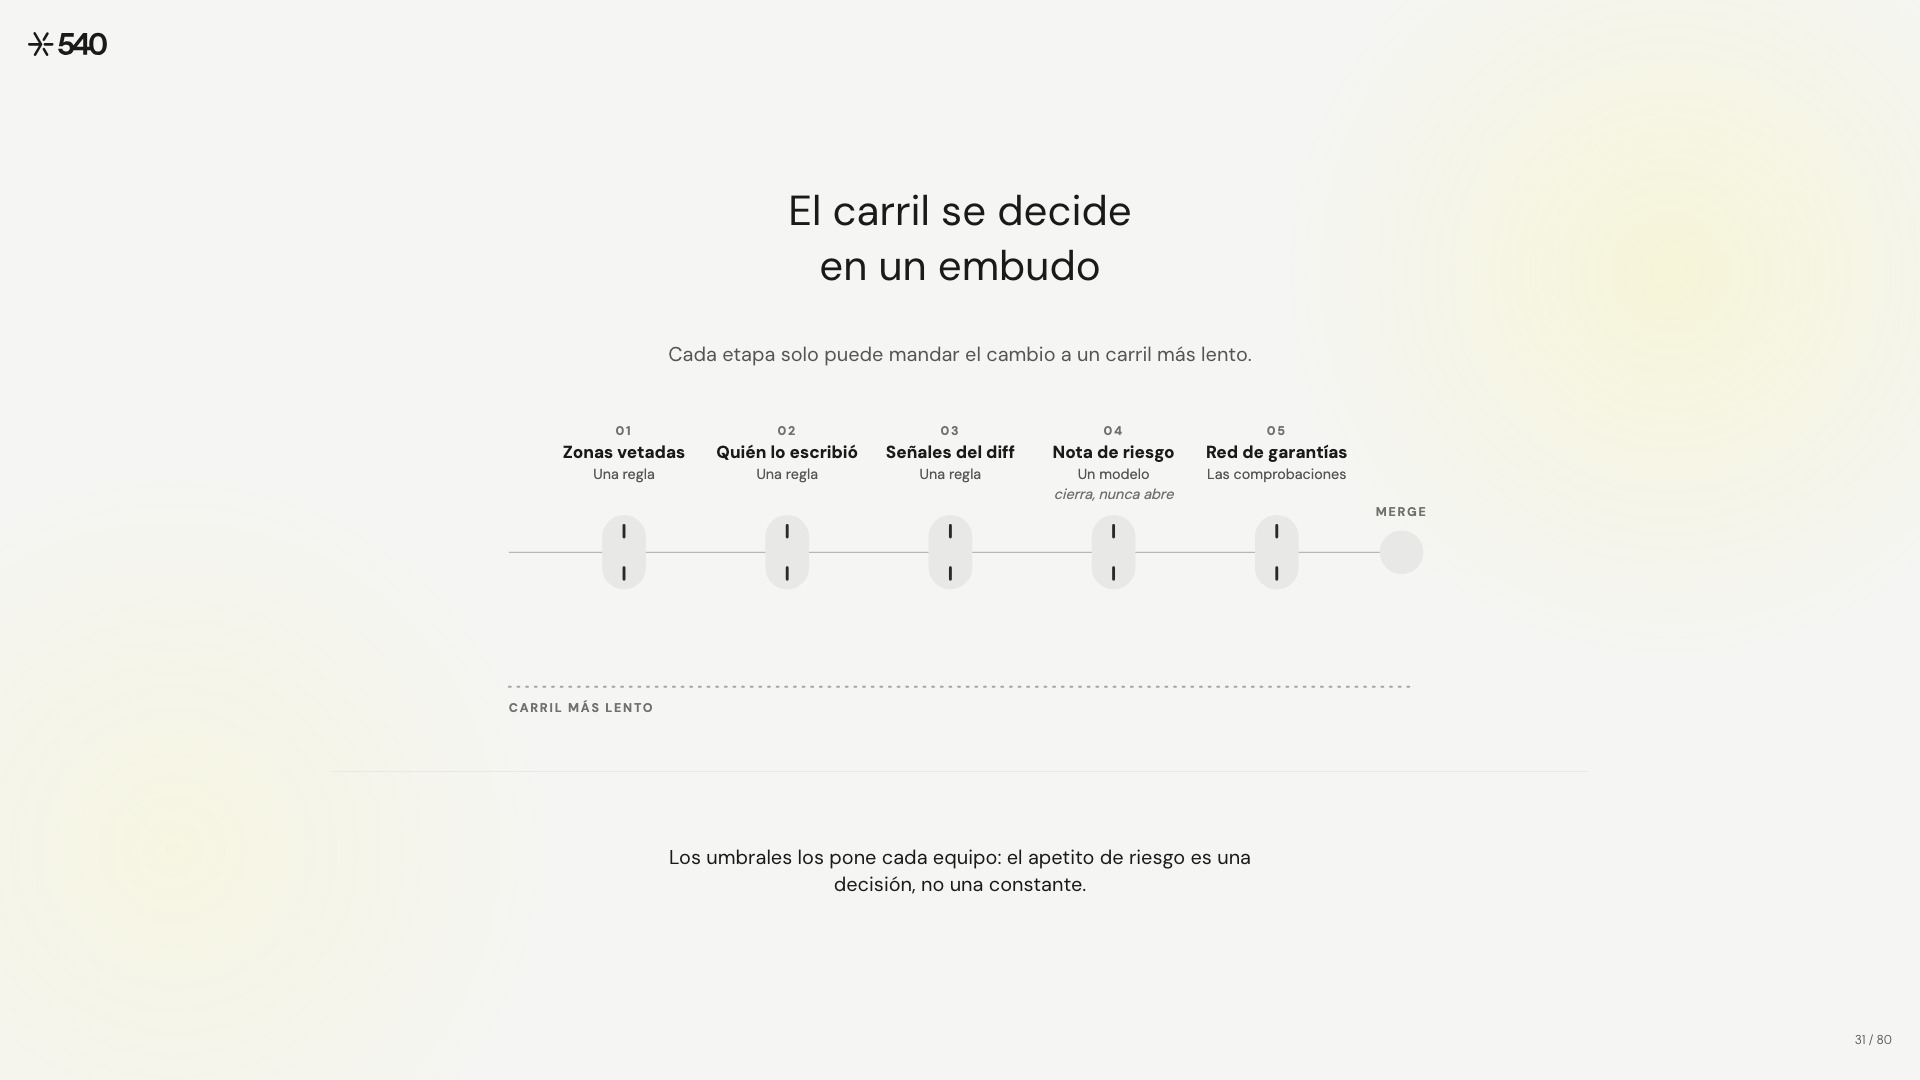 540
El carril se decide
en un embudo
Cada etapa solo puede mandar el cambio a un carril más lento.
01
Zonas vetadas
Una regla
02
Quién lo escribió
Una regla
03
Señales del diff
Una regla
04
Nota de riesgo
Un modelo
cierra, nunca abre
05
Red de garantías
Las comprobaciones
MERGE
CARRIL MÁS LENTO
Los umbrales los pone cada equipo: el apetito de riesgo es una
decisión, no una constante.
31 / 80